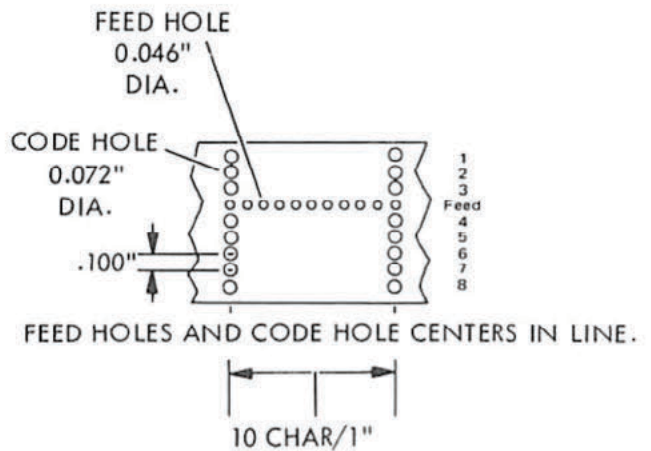 FEED HOLE
0.046"
DIA.
CODE HOLE
0.072"
DIA.
.100"
1
2
3
Feed
4
5
6
7
8
FEED HOLES AND CODE HOLE CENTERS IN LINE.
10 CHAR/1"